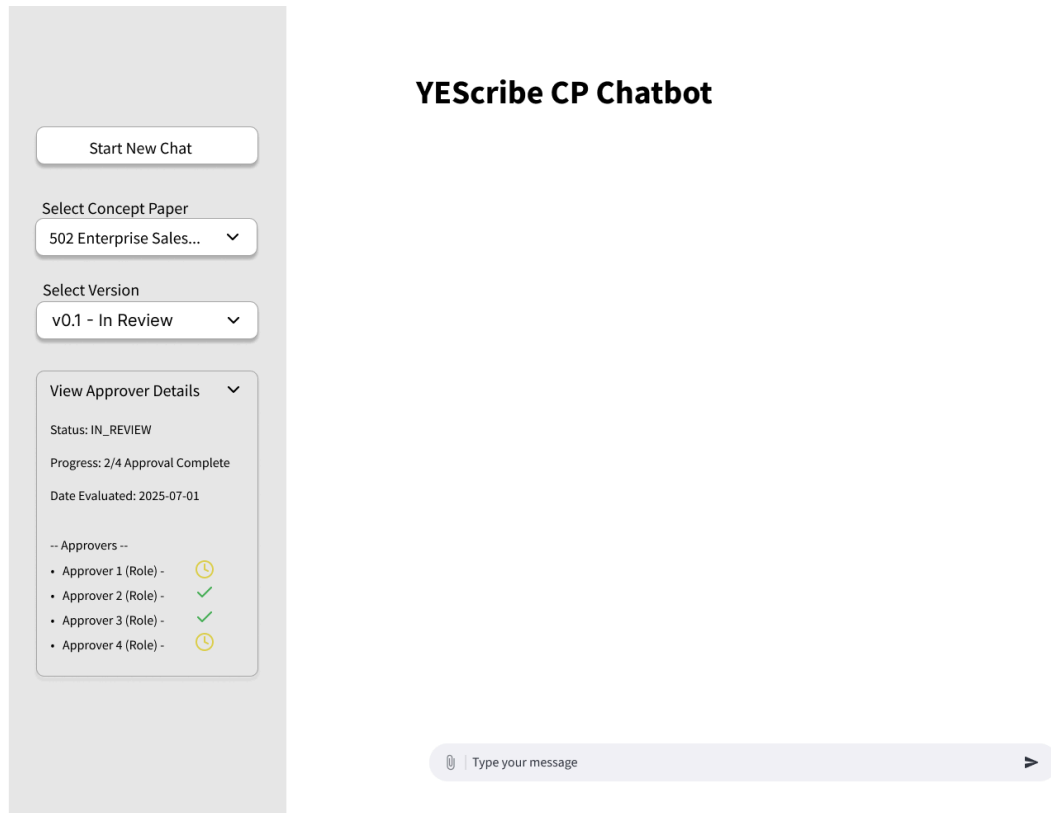 YEScribe CP Chatbot
Start New Chat
Select Concept Paper
502 Enterprise Sales...
Select Version
v0.1 - In Review
View Approver Details
Status: IN_REVIEW
Progress: 2/4 Approval Complete
Date Evaluated: 2025-07-01
-- Approvers --
• Approver 1 (Role) -
• Approver 2 (Role) -
• Approver 3 (Role) -
• Approver 4 (Role) -
Type your message